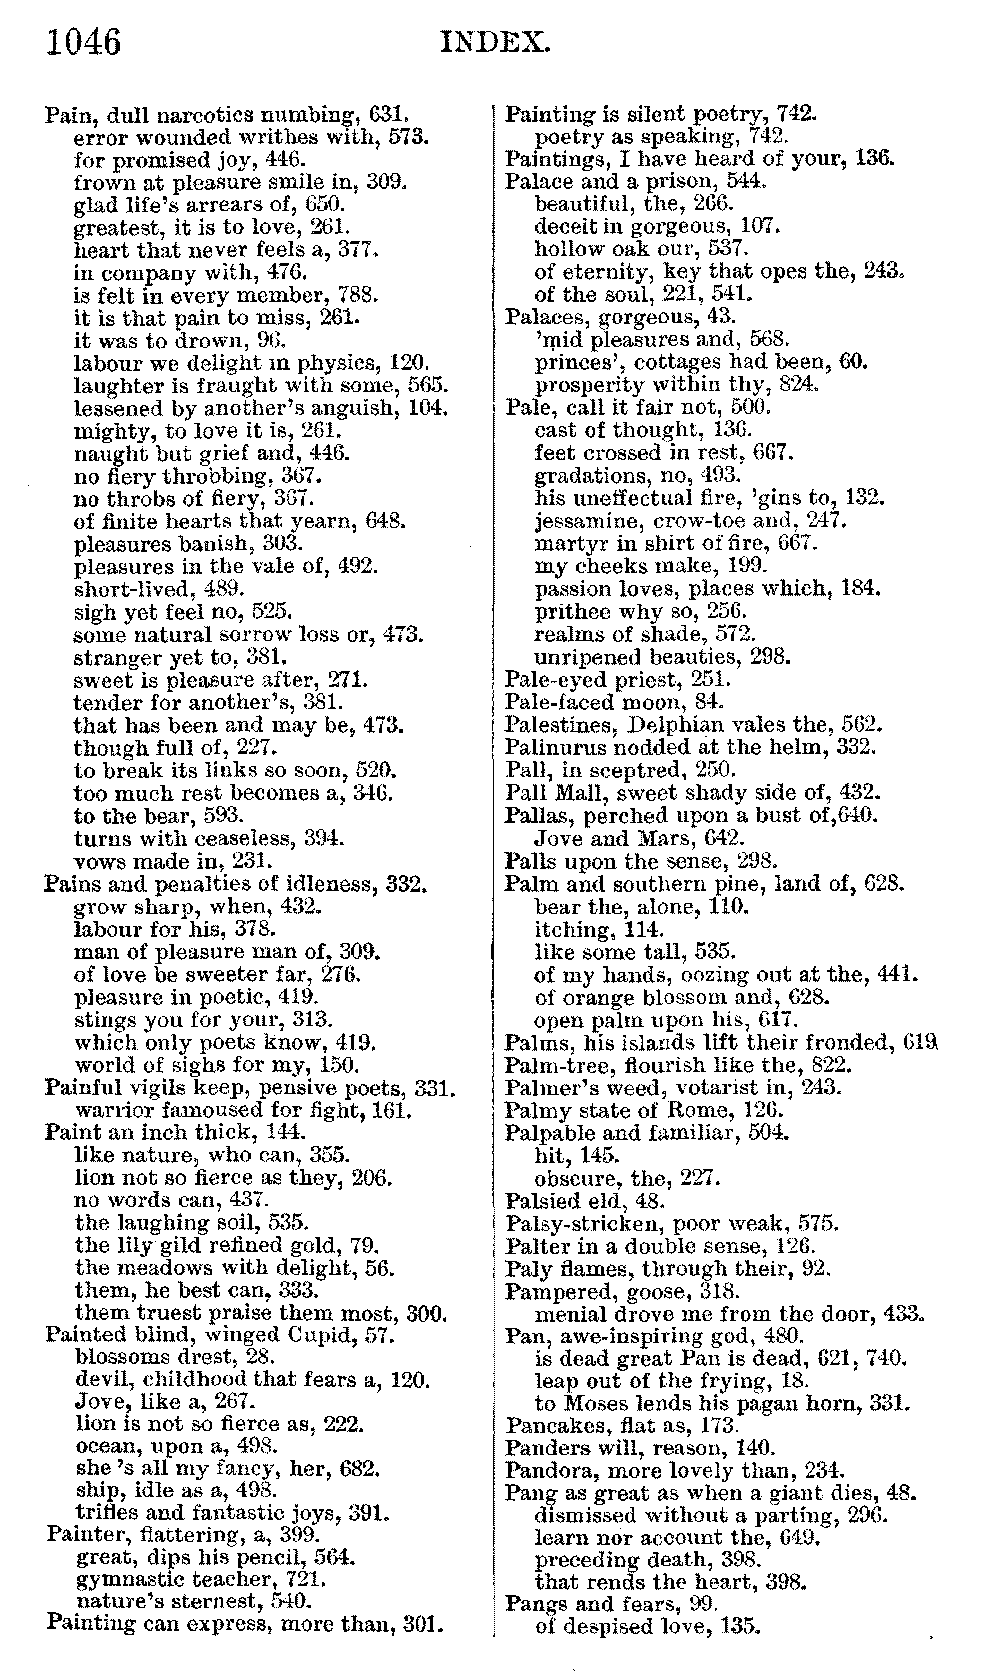 1046 INDEX.
Pain, dull narcotics numbing, 631.
error wounded writhes with, 573.
for promised joy, 446.
frown at pleasure smile in, 309.
glad life's arrears of, 650.
greatest, it is to love, 261.
heart that never feels a, 377.
in company with, 476.
is felt in every member, 788.
it is that pain to miss, 261.
it was to drown, 96.
labour we delight in physics, 120.
laughter is fraught with some, 565.
lessened by another's anguish, 104.
mighty, to love it is, 261.
naught but grief and, 446.
no fiery throbbing, 367.
no throbs of fiery, 367.
of finite hearts that yearn, 648.
pleasures banish, 303.
pleasures in the vale of, 492.
short-lived, 489.
sigh yet feel no, 525.
some natural sorrow loss or, 473.
stranger yet to, 381.
sweet is pleasure after, 271.
tender for another's, 381.
that has been and may be, 473.
though full of, 227.
to break its links so soon, 520.
too much rest becomes a, 346.
to the bear, 593.
turns with ceaseless, 394.
vows made in, 231.
Pains and penalties of idleness, 332.
grow sharp, when, 432.
labour for his, 378.
man of pleasure man of, 309.
of love be sweeter far, 276.
pleasure in poetic, 419.
stings you for your, 313.
which only poets know, 419.
world of sighs for my, 150.
Painful vigils keep, pensive poets, 331.
warrior famoused for fight, 161.
Paint an inch thick, 144.
like nature, who can, 355.
lion not so fierce as they, 206.
no words can, 437.
the laughing soil, 535.
the lily gild refined gold, 79.
the meadows with delight, 56.
them, he best can, 333.
them truest praise them most, 300.
Painted blind, winged Cupid, 57.
blossoms drest, 28.
devil, childhood that fears a, 120.
Jove, like a, 267.
lion is not so fierce as, 222.
ocean, upon a, 498.
she 's all my fancy, her, 682.
ship, idle as a, 498.
trifles and fantastic joys, 391.
Painter, flattering, a, 399.
great, dips his pencil, 564.
gymnastic teacher, 721.
nature's sternest, 540.
Painting can express, more than, 301.
Painting is silent poetry, 742.
poetry as speaking, 742.
Paintings, I have heard of your, 136.
Palace and a prison, 544.
beautiful, the, 266.
deceit in gorgeous, 107.
hollow oak our, 537.
of eternity, key that opes the, 243.
of the soul, 221, 541.
Palaces, gorgeous, 43.
'mid pleasures and, 568.
princes', cottages had been, 60.
prosperity within thy, 824.
Pale, call it fair not, 500.
cast of thought, 136.
feet crossed in rest, 667.
gradations, no, 493.
his uneffectual fire, 'gins to, 132.
jessamine, crow-toe and, 247.
martyr in shirt of fire, 667.
my cheeks make, 199.
passion loves, places which, 184.
prithee why so, 256.
realms of shade, 572.
unripened beauties, 298.
Pale-eyed priest, 251.
Pale-faced moon, 84.
Palestines, Delphian vales the, 562.
Palinurus nodded at the helm, 332.
Pall, in sceptred, 250.
Pall Mall, sweet shady side of, 432.
Pallas, perched upon a bust of,640.
Jove and Mars, 642.
Palls upon the sense, 298.
Palm and southern pine, land of, 628.
bear the, alone, 110.
itching, 114.
like some tall, 535.
of my hands, oozing out at the, 441.
of orange blossom and, 628.
open palm upon his, 617.
Palms, his islands lift their fronded, 619
Palm-tree, flourish like the, 822.
Palmer's weed, votarist in, 243.
Palmy state of Rome, 126.
Palpable and familiar, 504.
hit, 145.
obscure, the, 227.
Palsied eld, 48.
Palsy-stricken, poor weak, 575.
Palter in a double sense, 126.
Paly flames, through their, 92.
Pampered, goose, 318.
menial drove me from the door, 433.
Pan, awe-inspiring god, 480.
is dead great Pan is dead, 621, 740.
leap out of the frying, 18.
to Moses lends his pagan horn, 331.
Pancakes, flat as, 173.
Panders will, reason, 140.
Pandora, more lovely than, 234.
Pang as great as when a giant dies, 48.
dismissed without a parting, 296.
learn nor account the, 649.
preceding death, 398.
that rends the heart, 398.
Pangs and fears, 99.
of despised love, 135.